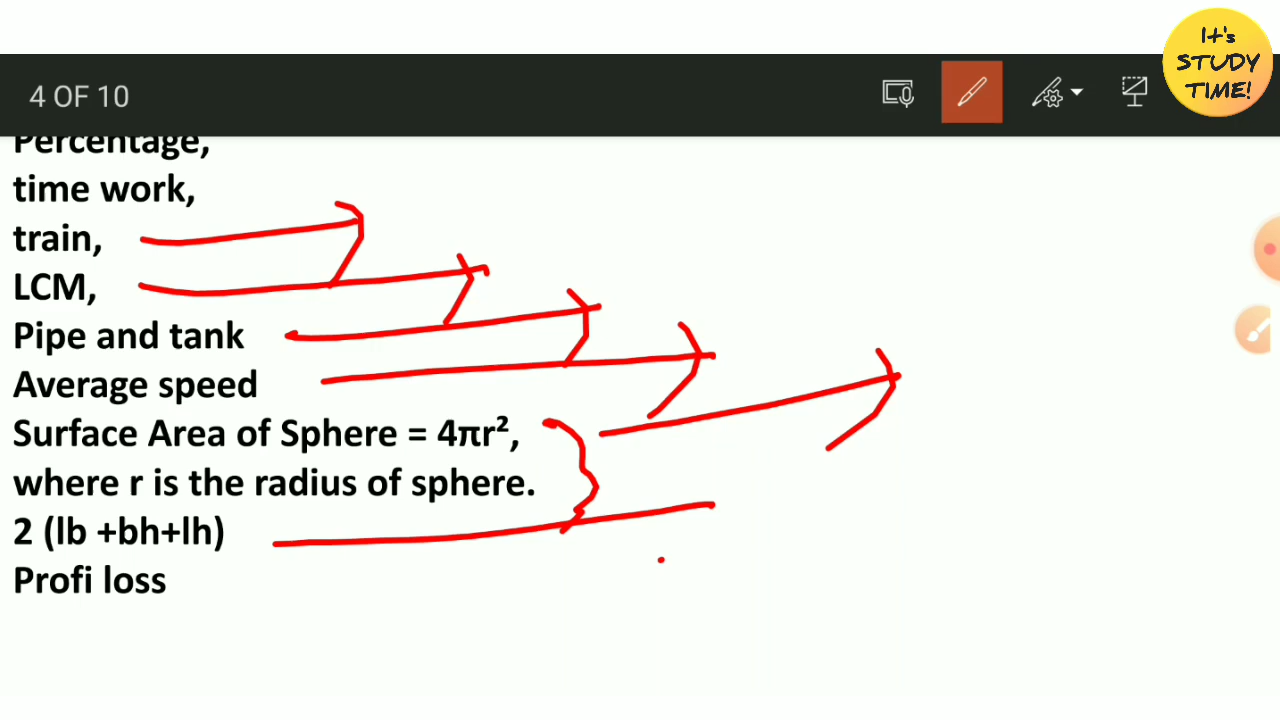 It's
STUDY
TIME!
4 OF 10
Percentage,
time work,
train,
LCM,
Pipe and tank
Average speed
Surface Area of Sphere = 4πr²,
where r is the radius of sphere.
2 (lb +bh+lh)
Profi loss